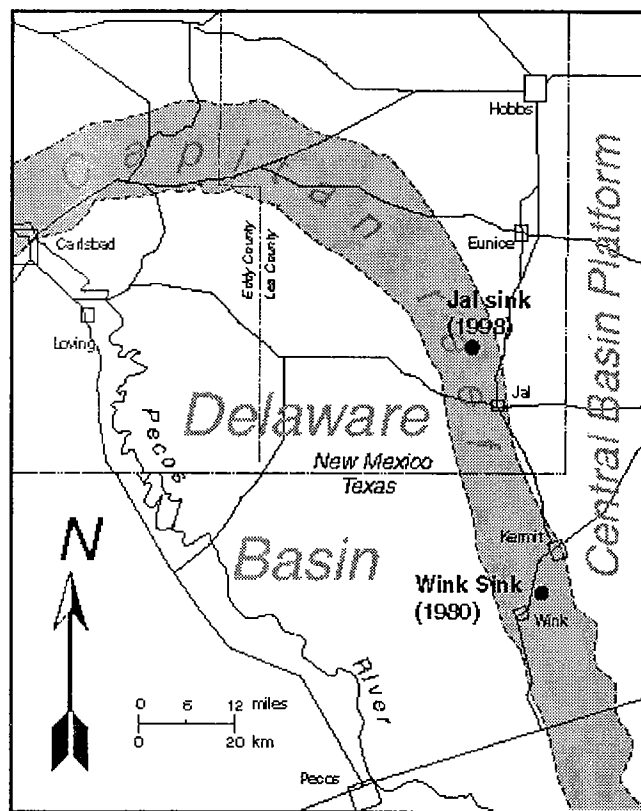 Hobbs
Capitan reef
Carlsbad
Eddy County
Lea County
Eunice
Central Basin Platform
Jal sink
(1998)
Loving
Jal
Pecos
Delaware
New Mexico
Texas
N
Basin
Kermit
Wink Sink
(1980)
Wink
River
0 6 12 miles
0 20 km
Pecos